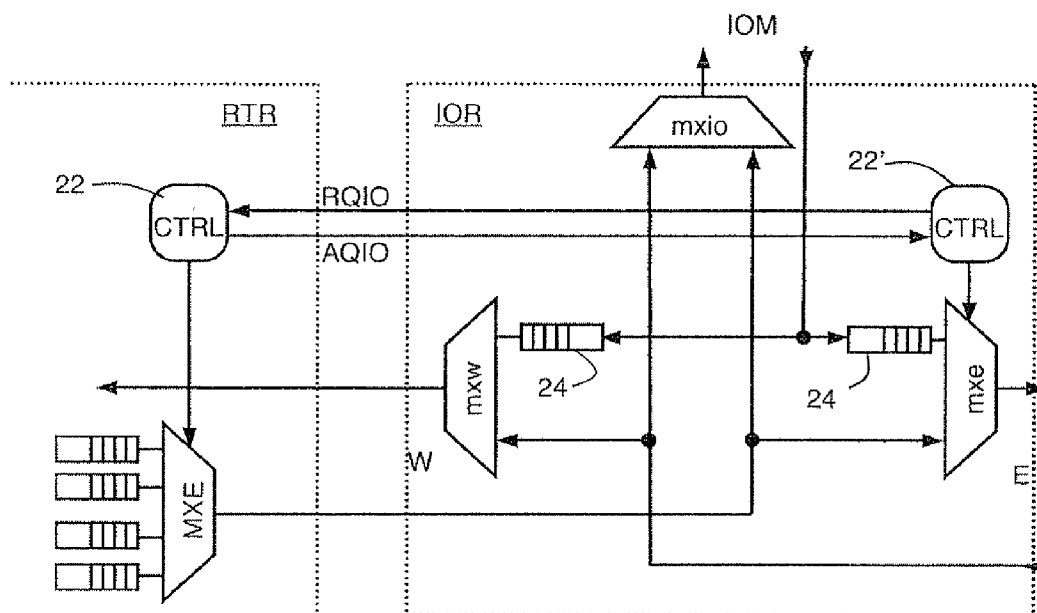 IOM
RTR
IOR
mxio
22
22'
RQIO
CTRL
CTRL
AQIO
mxw
24
24
mxe
W
E
MXE